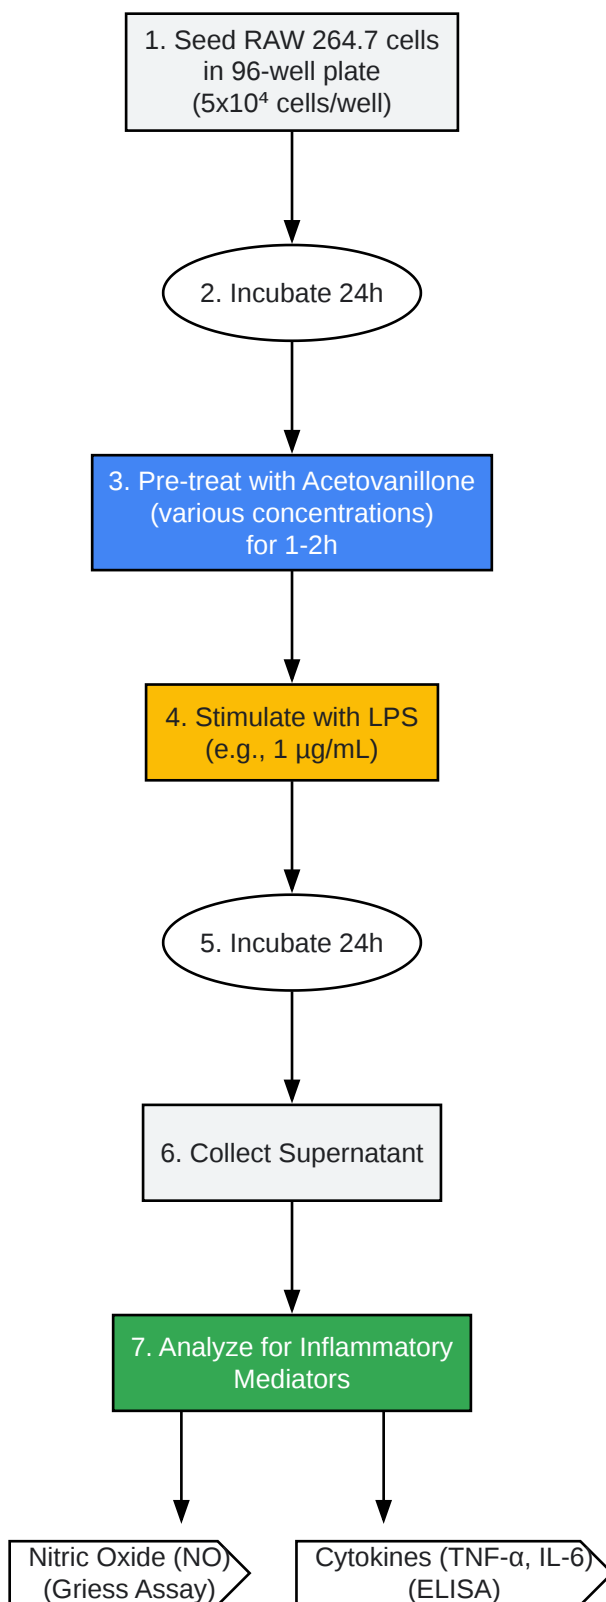 1. Seed RAW 264.7 cells
in 96-well plate
(5x10⁴ cells/well)
2. Incubate 24h
3. Pre-treat with Acetovanillone
(various concentrations)
for 1-2h
4. Stimulate with LPS
(e.g., 1 µg/mL)
5. Incubate 24h
6. Collect Supernatant
7. Analyze for Inflammatory
Mediators
Nitric Oxide (NO)
(Griess Assay)
Cytokines (TNF-α, IL-6)
(ELISA)